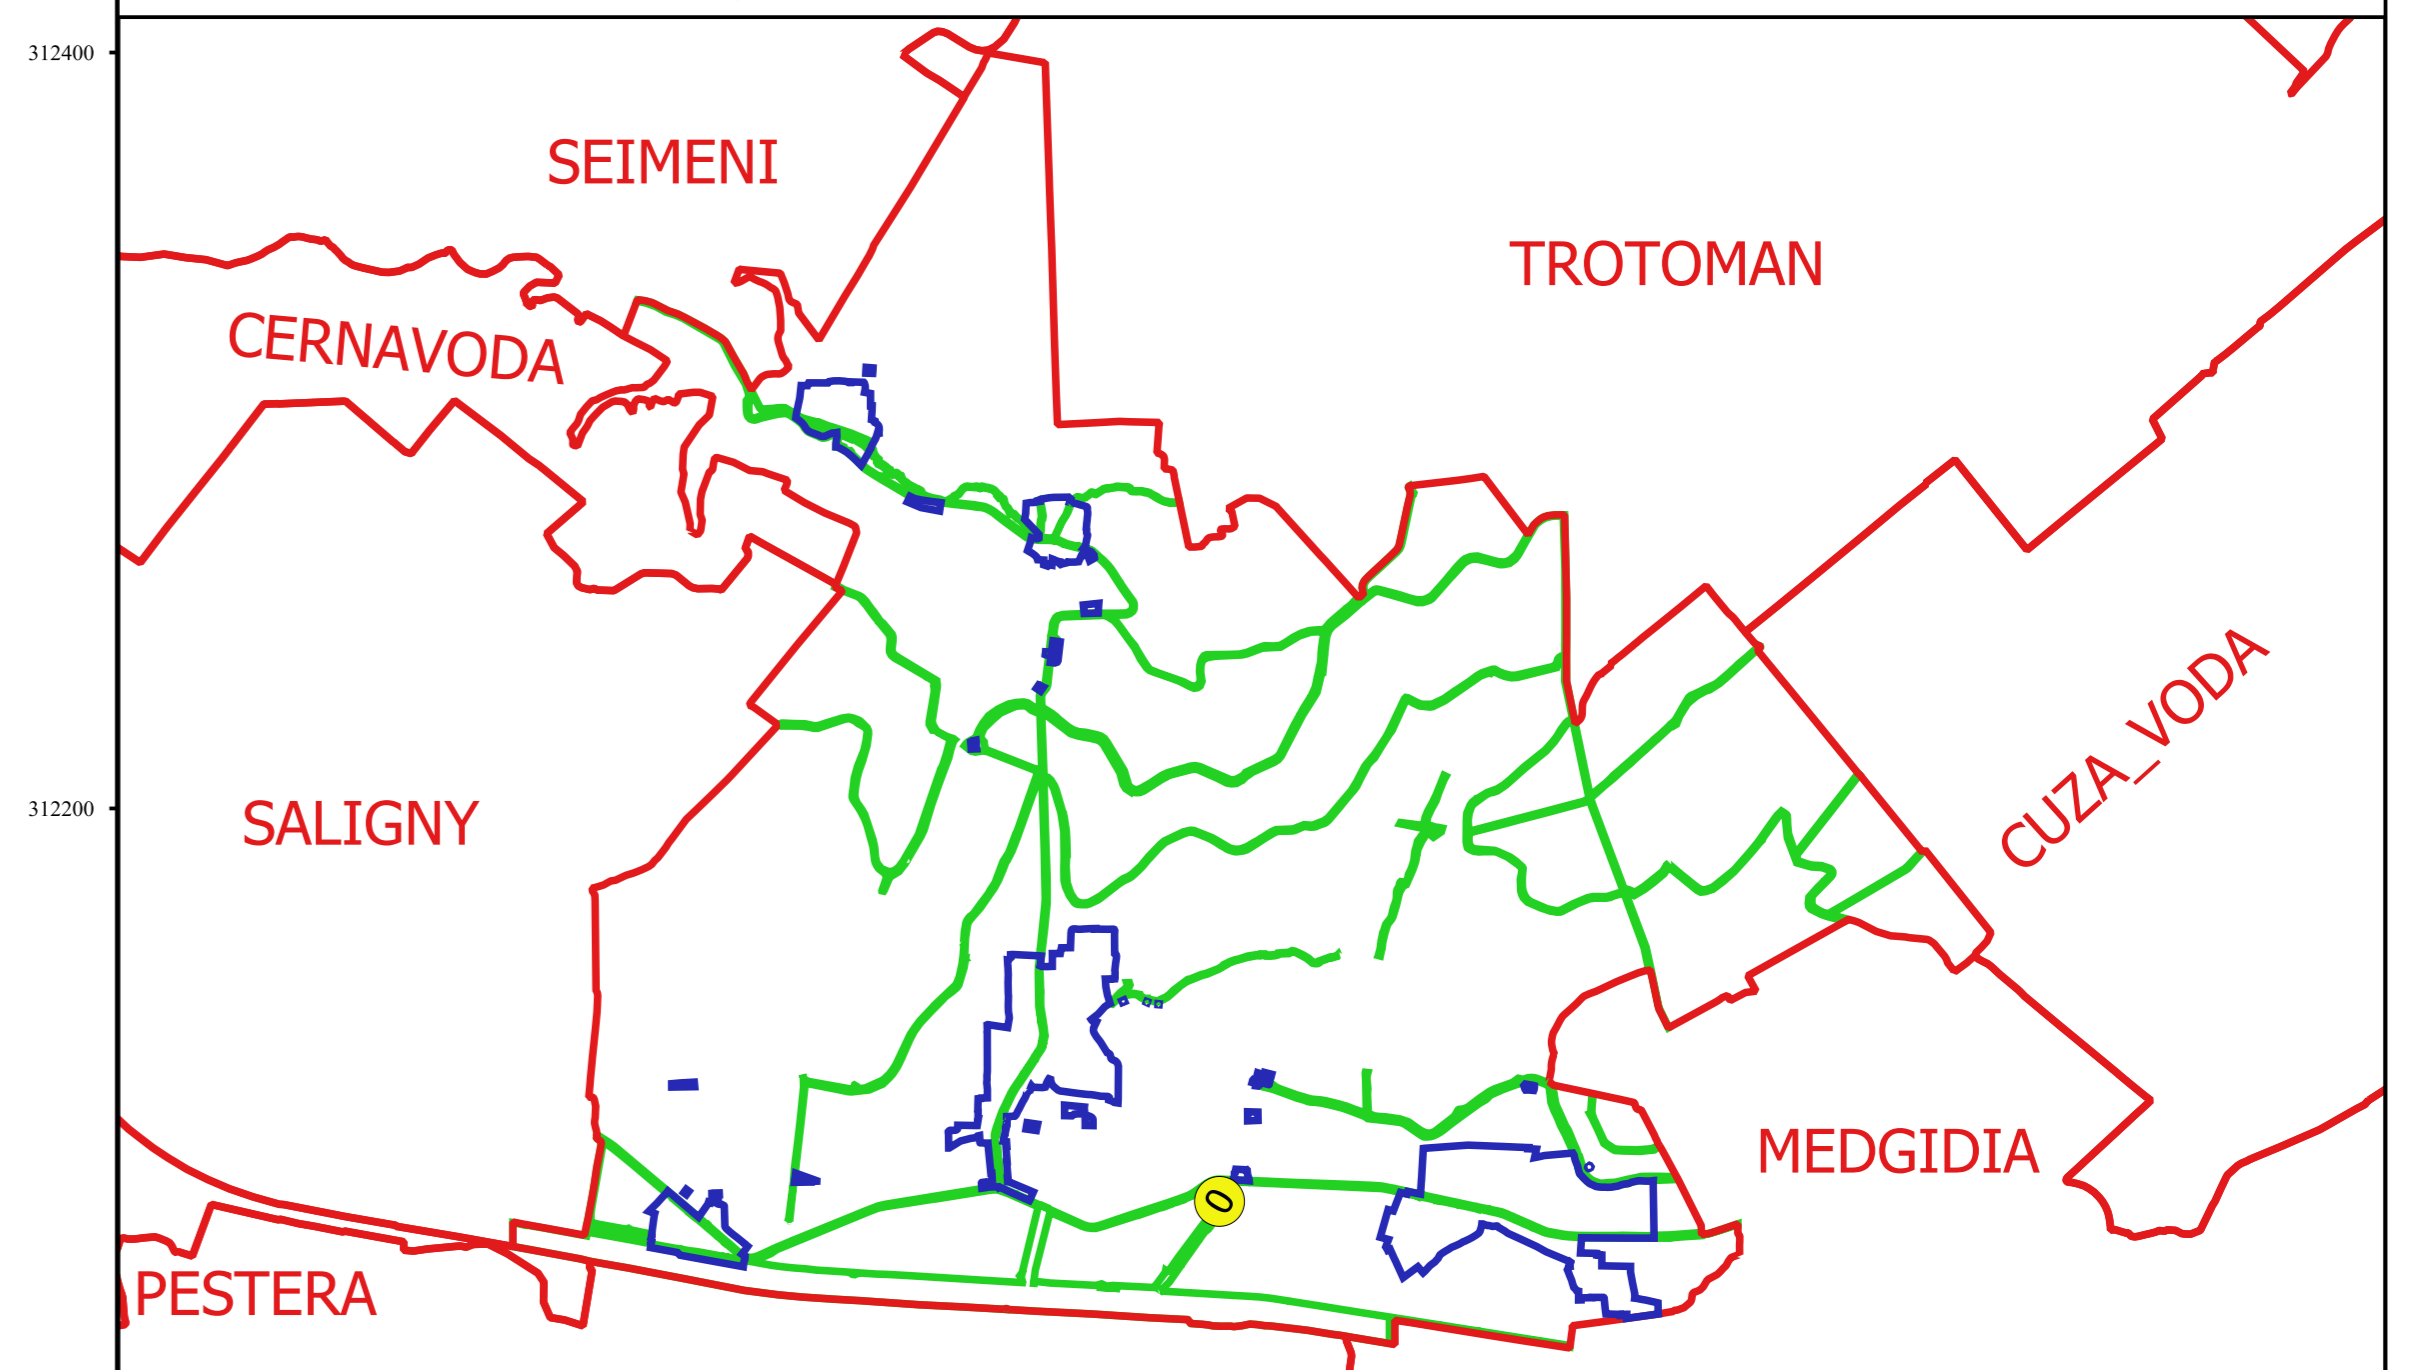 312400
SEIMENI
TROTOMAN
CERNAVODA
CUZA_VODA
312200
SALIGNY
MEDGIDIA
0
PESTERA